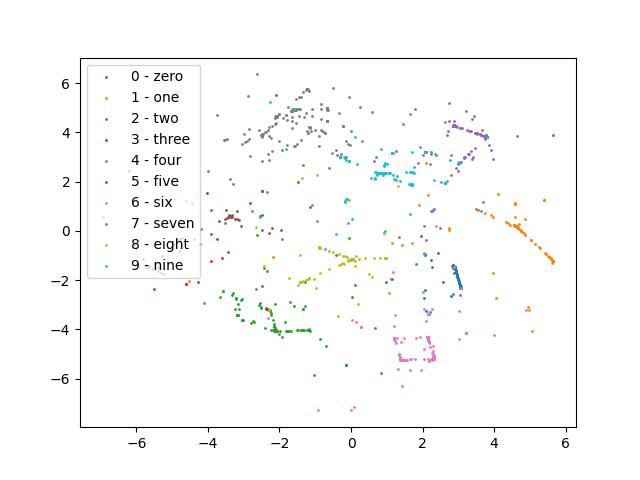 0 - zero
1 - one
2 - two
3 - three
4 - four
5 - five
6 - six
7 - seven
8 - eight
9 - nine
6
4
2
0
−2
−4
−6
−6 −4 −2 0 2 4 6